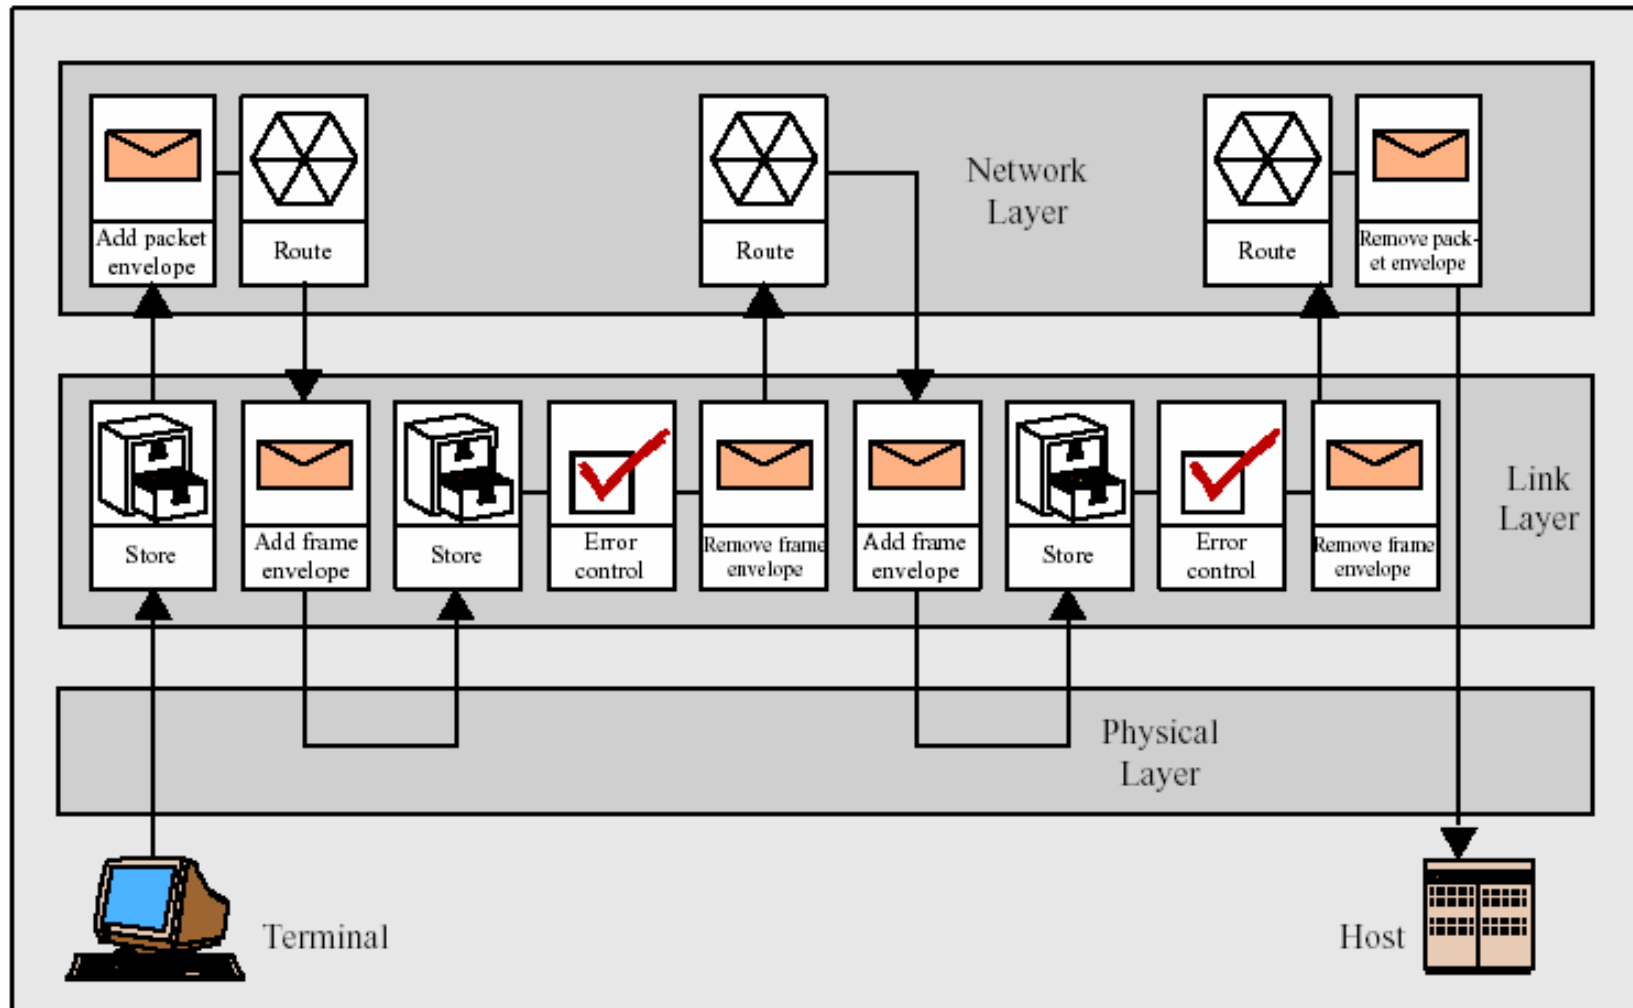 Add packet
envelope
Route
Route
Network
Layer
Route
Remove pack-
et envelope
Store
Add frame
envelope
Store
Error
control
Remove frame
envelope
Add frame
envelope
Store
Error
control
Remove frame
envelope
Link
Layer
Physical
Layer
Terminal
Host